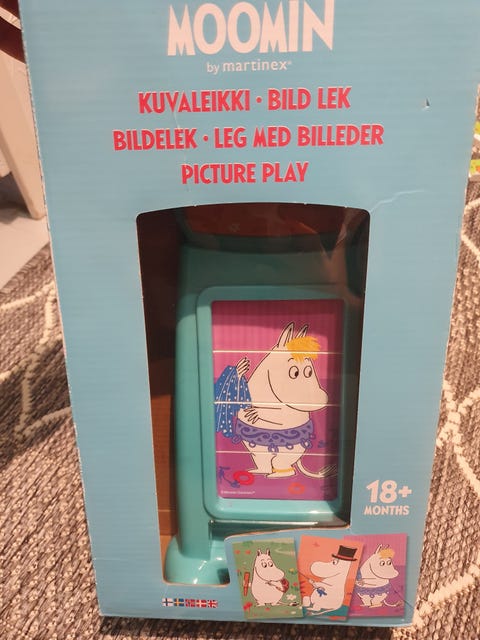 MOOMIN
by martinex®
KUVALEIKKI • BILD LEK
BILDELEK • LEG MED BILLEDER
PICTURE PLAY
18+
MONTHS